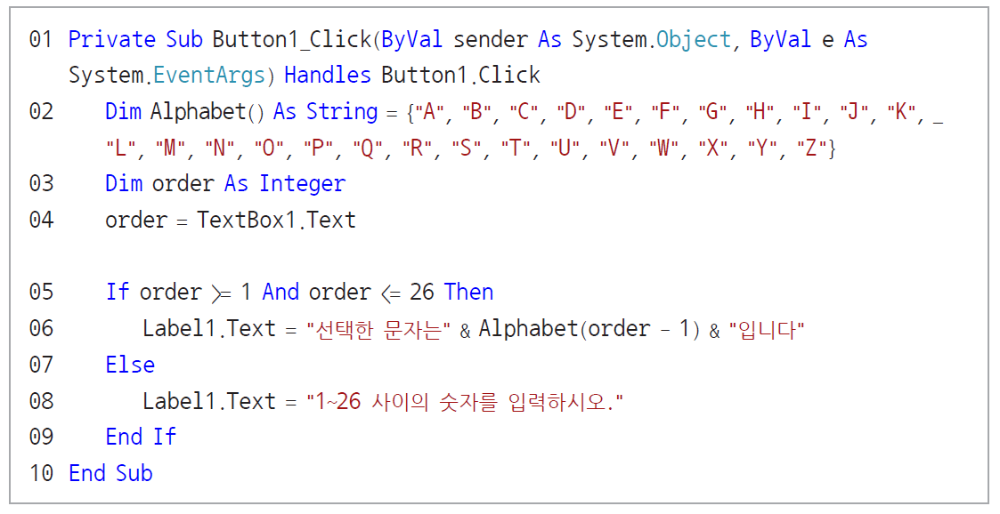 01 Private Sub Button1_Click(ByVal sender As System.Object, ByVal e As
System.EventArgs) Handles Button1.Click
02 Dim Alphabet() As String = {"A", "B", "C", "D", "E", "F", "G", "H", "I", "J", "K", _
"L", "M", "N", "O", "P", "Q", "R", "S", "T", "U", "V", "W", "X", "Y", "Z"}
03 Dim order As Integer
04 order = TextBox1.Text
05 If order >= 1 And order <= 26 Then
06 Label1.Text = "선택한 문자는" & Alphabet(order - 1) & "입니다"
07 Else
08 Label1.Text = "1~26 사이의 숫자를 입력하시오."
09 End If
10 End Sub